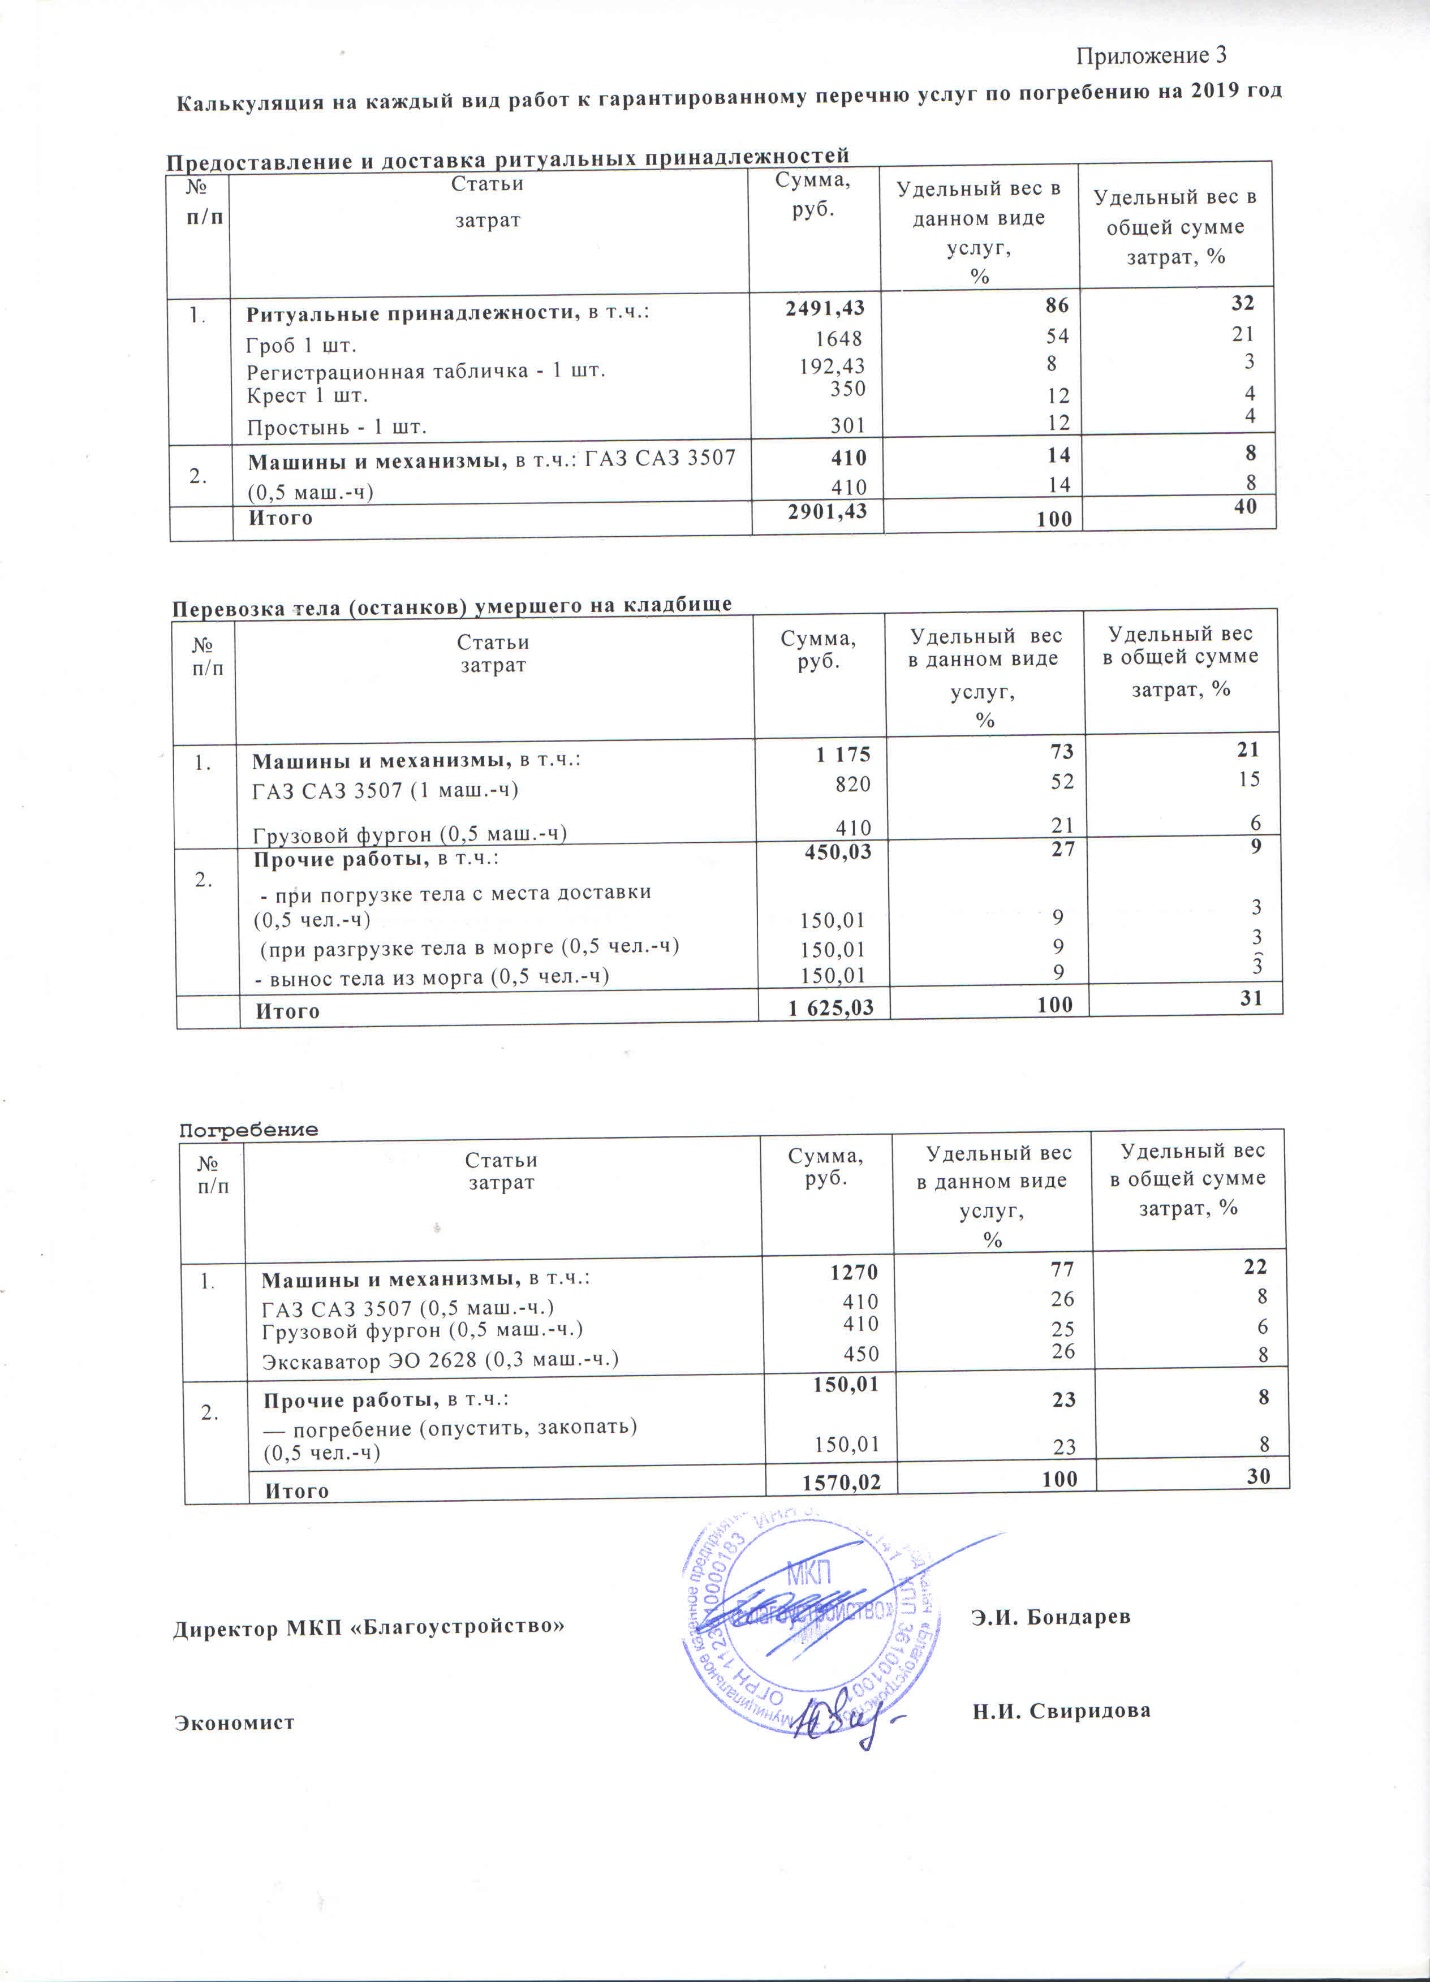 Приложение 3
Калькуляция на каждый вид работ к гарантированному перечню услуг по погребению на 2019 год
Предоставление и доставка ритуальных принадлежностей
№ п/п
Статьи затрат
Сумма, руб.
Удельный вес в данном виде услуг, %
Удельный вес в общей сумме затрат, %
1. Ритуальные принадлежности, в т.ч.: 2491,43 86 32
Гроб 1 шт. 1648 54 21
Регистрационная табличка - 1 шт. 192,43 8 3
Крест 1 шт. 350 12 4
Простынь - 1 шт. 301 12 4
2. Машины и механизмы, в т.ч.: ГАЗ САЗ 3507 410 14 8
(0,5 маш.-ч) 410 14 8
Итого 2901,43 100 40
Перевозка тела (останков) умершего на кладбище
№ п/п
Статьи затрат
Сумма, руб.
Удельный вес в данном виде услуг, %
Удельный вес в общей сумме затрат, %
1. Машины и механизмы, в т.ч.: 1 175 73 21
ГАЗ САЗ 3507 (1 маш.-ч) 820 52 15
Грузовой фургон (0,5 маш.-ч) 410 21 6
2. Прочие работы, в т.ч.: 450,03 27 9
- при погрузке тела с места доставки
(0,5 чел.-ч) 150,01 9 3
(при разгрузке тела в морге (0,5 чел.-ч) 150,01 9 3
- вынос тела из морга (0,5 чел.-ч) 150,01 9 3
Итого 1 625,03 100 31
Погребение
№ п/п
Статьи затрат
Сумма, руб.
Удельный вес в данном виде услуг, %
Удельный вес в общей сумме затрат, %
1. Машины и механизмы, в т.ч.: 1270 77 22
ГАЗ САЗ 3507 (0,5 маш.-ч.) 410 26 8
Грузовой фургон (0,5 маш.-ч.) 410 25 6
Экскаватор ЭО 2628 (0,3 маш.-ч.) 450 26 8
2. Прочие работы, в т.ч.: 150,01 23 8
— погребение (опустить, закопать)
(0,5 чел.-ч) 150,01 23 8
Итого 1570,02 100 30
МКП
«Благоустройство»
КПП 361001001
Директор МКП «Благоустройство» Э.И. Бондарев
Экономист Н.И. Свиридова